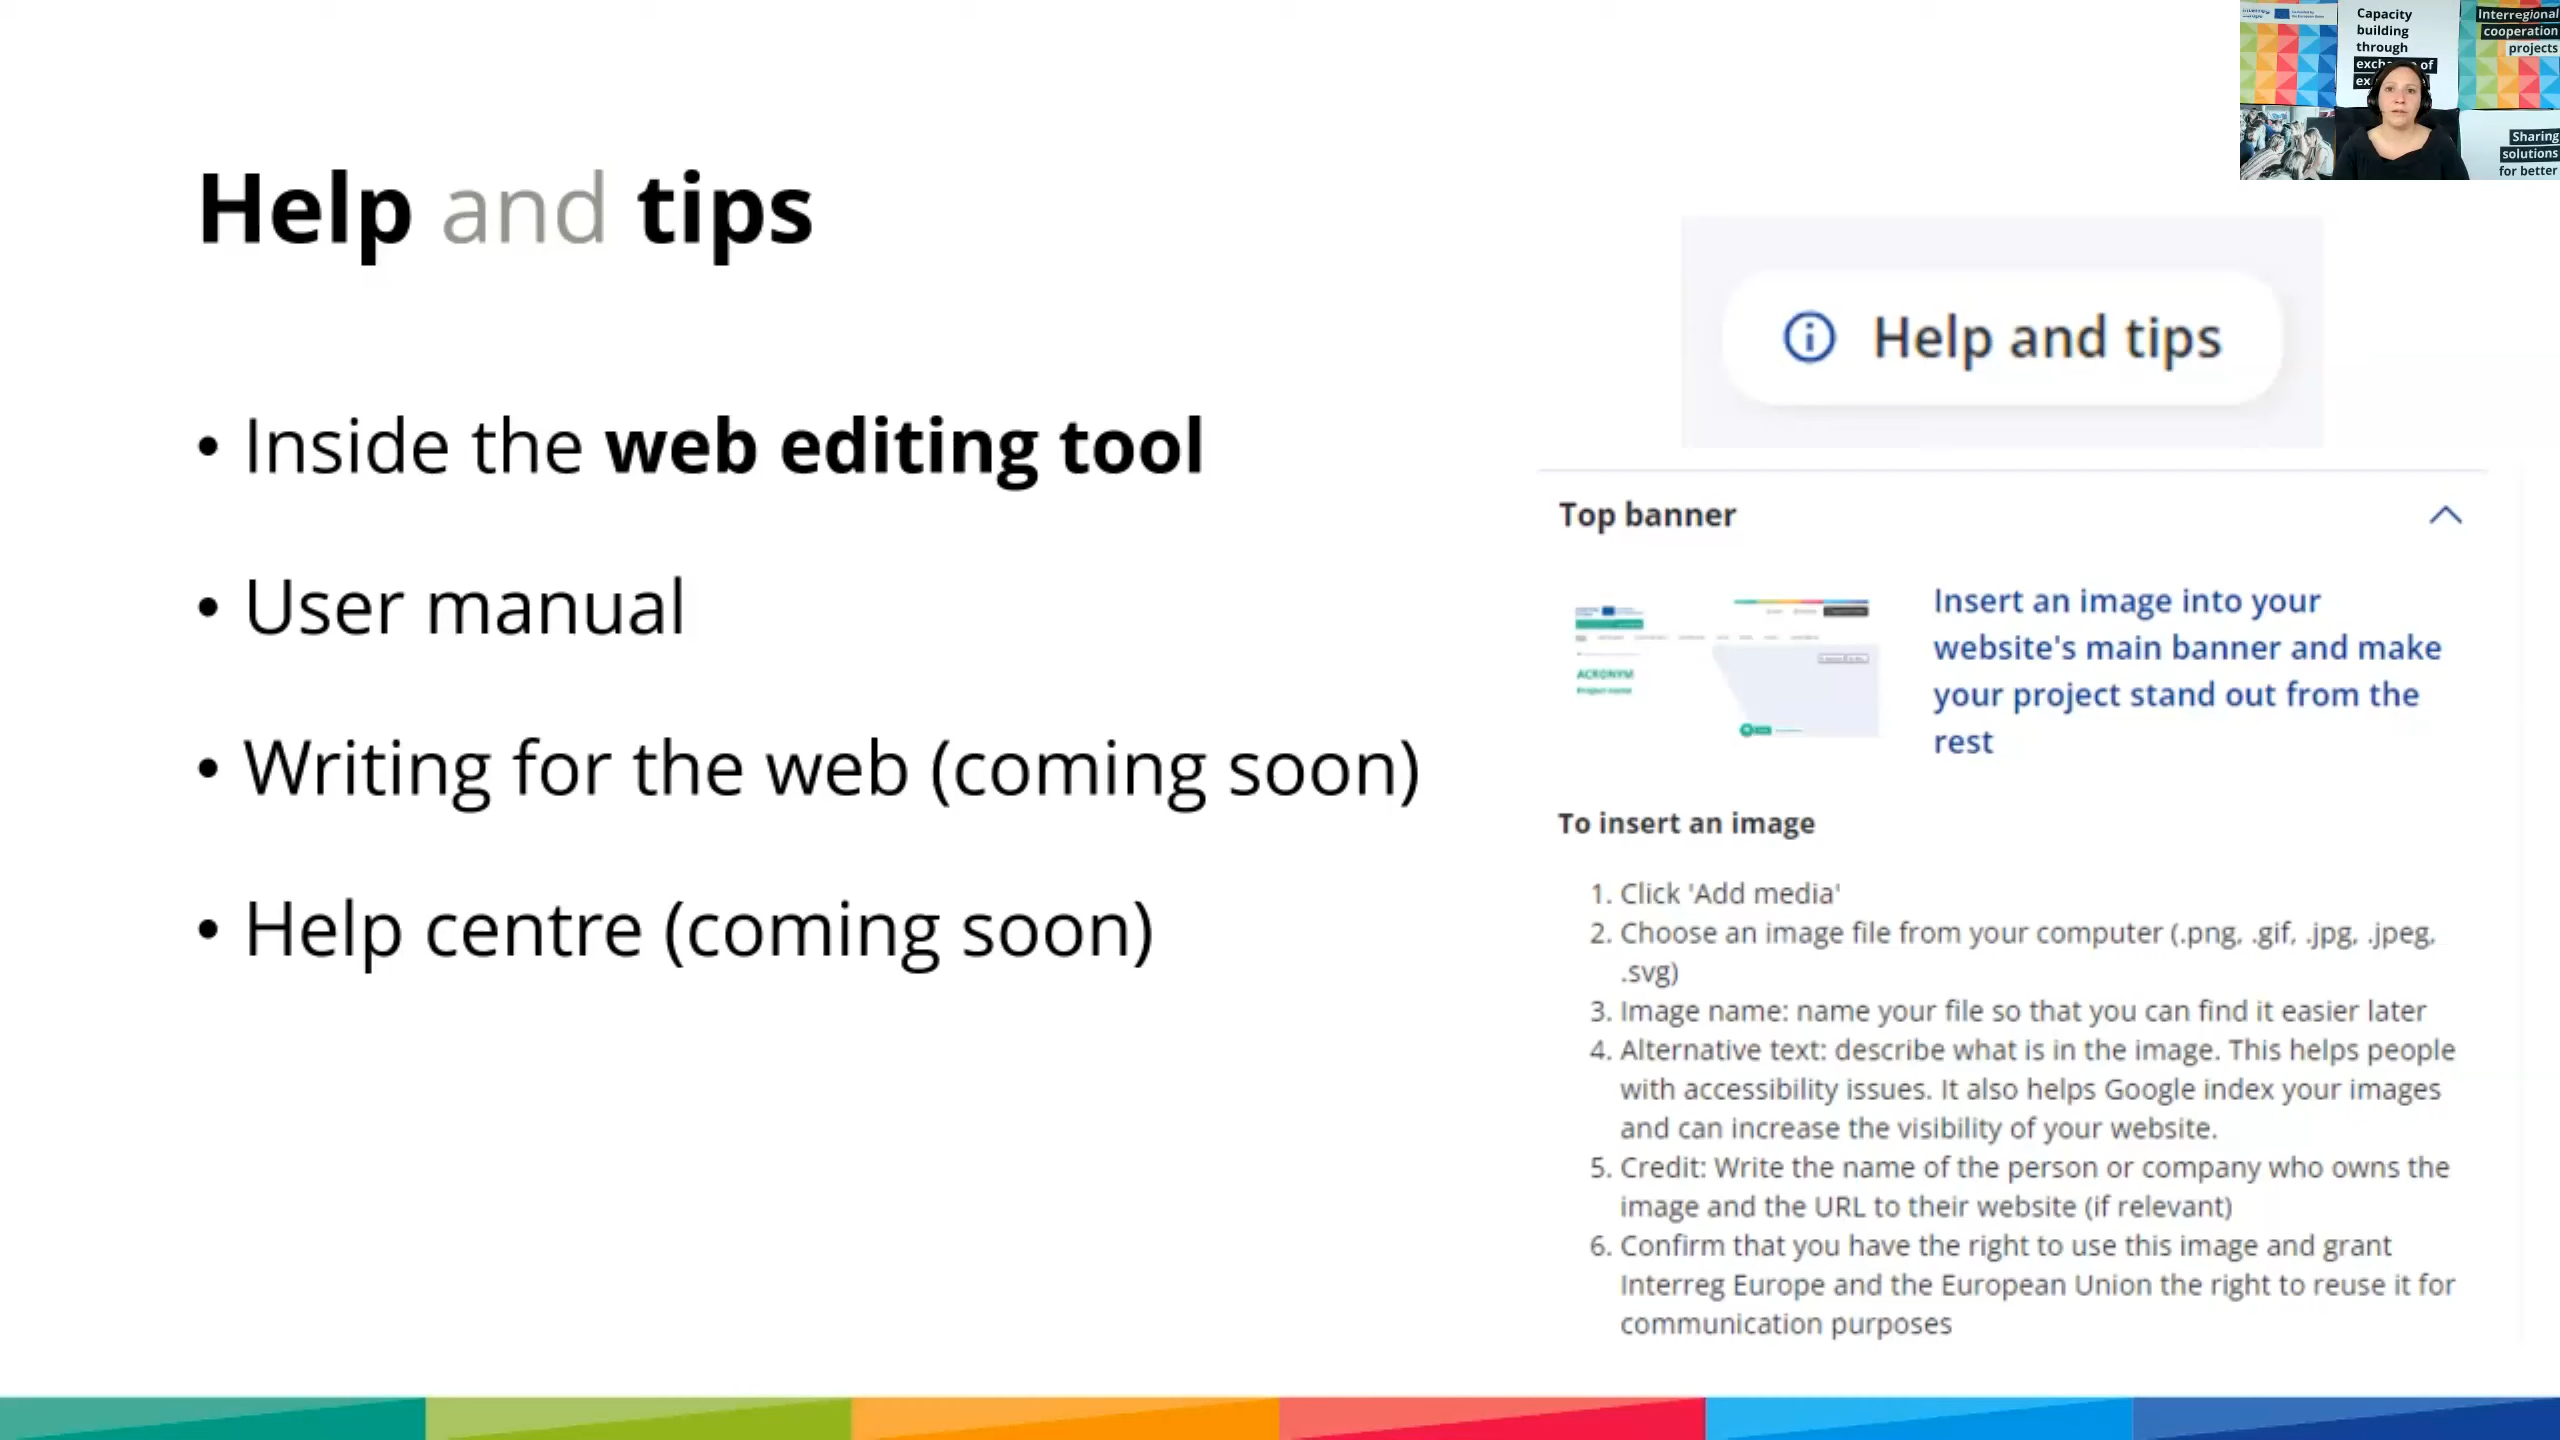 Help and tips
• Inside the web editing tool
• User manual
• Writing for the web (coming soon)
• Help centre (coming soon)
Capacity
building
through
of
Interregional
cooperation
projects
Sharing
solutions
for better
Help and tips
Top banner
ACRONYM
Insert an image into your
website's main banner and make
your project stand out from the
rest
To insert an image
1. Click 'Add media'
2. Choose an image file from your computer (.png, .gif, .jpg, .jpeg,
.svg)
3. Image name: name your file so that you can find it easier later
4. Alternative text: describe what is in the image. This helps people
with accessibility issues. It also helps Google index your images
and can increase the visibility of your website.
5. Credit: Write the name of the person or company who owns the
image and the URL to their website (if relevant)
6. Confirm that you have the right to use this image and grant
Interreg Europe and the European Union the right to reuse it for
communication purposes